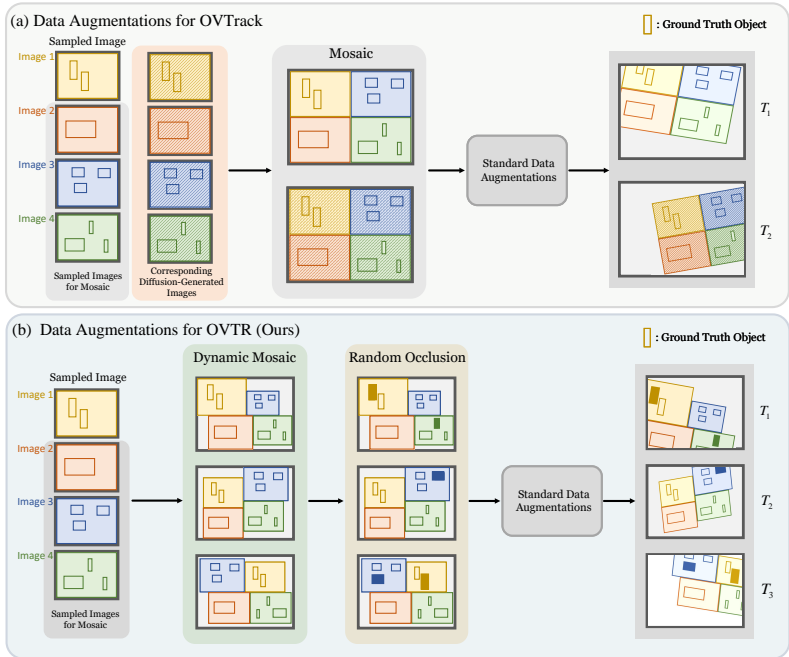 (a) Data Augmentations for OVTrack
: Ground Truth Object
Sampled Image
Mosaic
Image 1
Image 2
Image 3
Image 4
Sampled Images
for Mosaic
Corresponding
Diffusion-Generated
Images
Standard Data
Augmentations
T1
T2
(b) Data Augmentations for OVTR (Ours)
: Ground Truth Object
Sampled Image
Dynamic Mosaic
Random Occlusion
Image 1
Image 2
Image 3
Image 4
Sampled Images
for Mosaic
Standard Data
Augmentations
T1
T2
T3